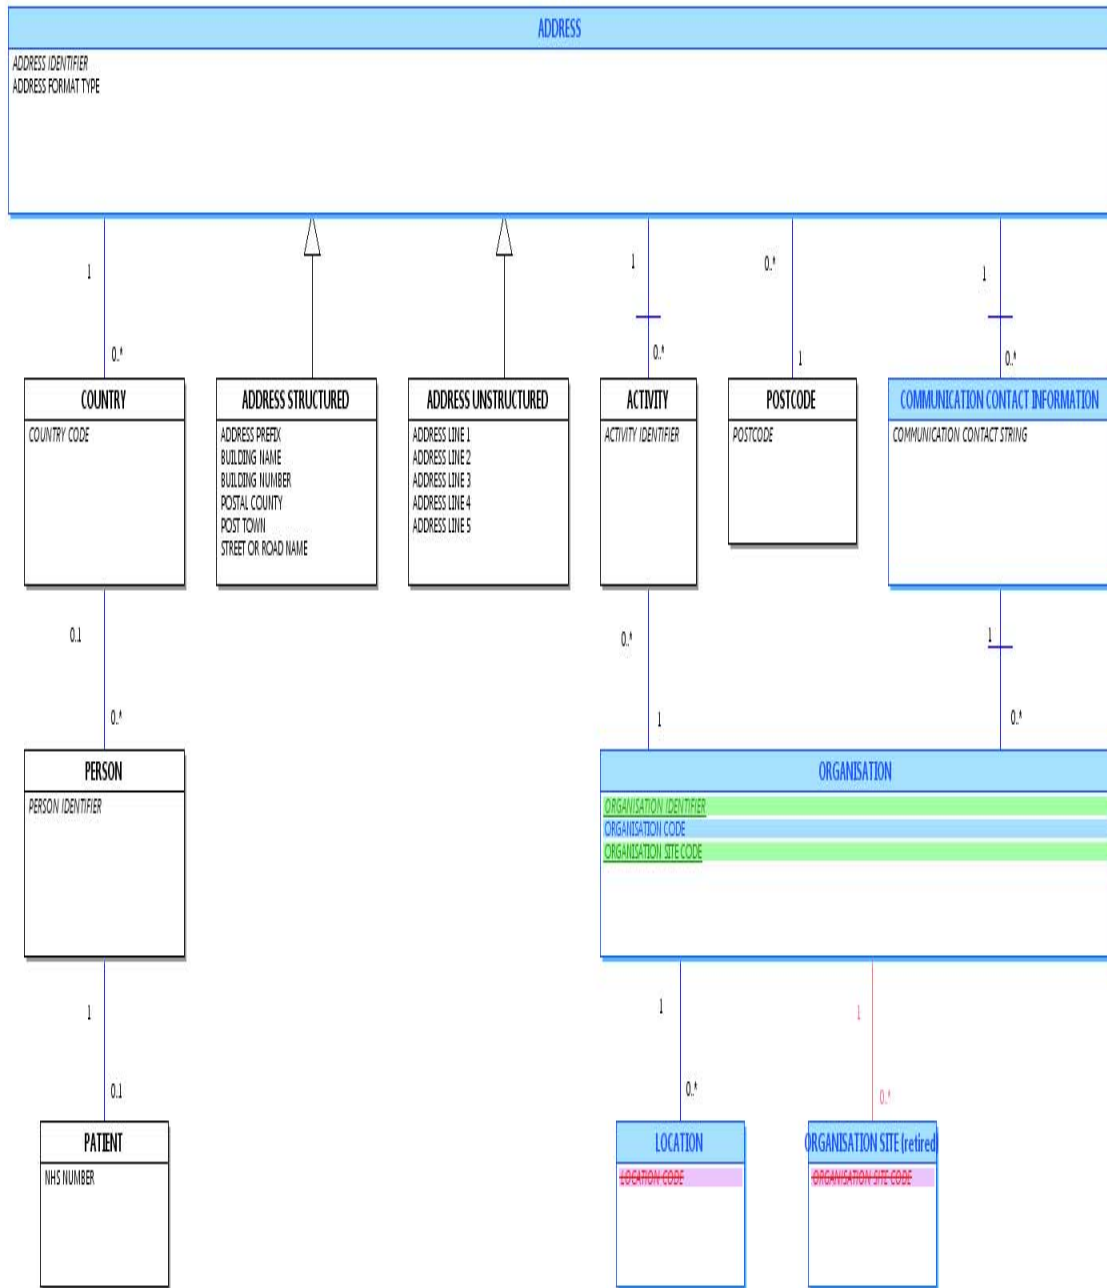 ADDRESS
ADDRESS IDENTIFIER
ADDRESS FORMAT TYPE
1
0..*
1
0..*
0..*
1
1
0..*
COUNTRY
COUNTRY CODE
ADDRESS STRUCTURED
ADDRESS PREFIX
BUILDING NAME
BUILDING NUMBER
POSTAL COUNTY
POST TOWN
STREET OR ROAD NAME
ADDRESS UNSTRUCTURED
ADDRESS LINE 1
ADDRESS LINE 2
ADDRESS LINE 3
ADDRESS LINE 4
ADDRESS LINE 5
ACTIVITY
ACTIVITY IDENTIFIER
POSTCODE
POSTCODE
COMMUNICATION CONTACT INFORMATION
COMMUNICATION CONTACT STRING
0..1
0..*
0..*
1
1
0..*
PERSON
PERSON IDENTIFIER
ORGANISATION
ORGANISATION IDENTIFIER
ORGANISATION CODE
ORGANISATION SITE CODE
1
0..1
1
0..*
1
0..*
PATIENT
NHS NUMBER
LOCATION
LOCATION CODE
ORGANISATION SITE (retired)
ORGANISATION SITE CODE